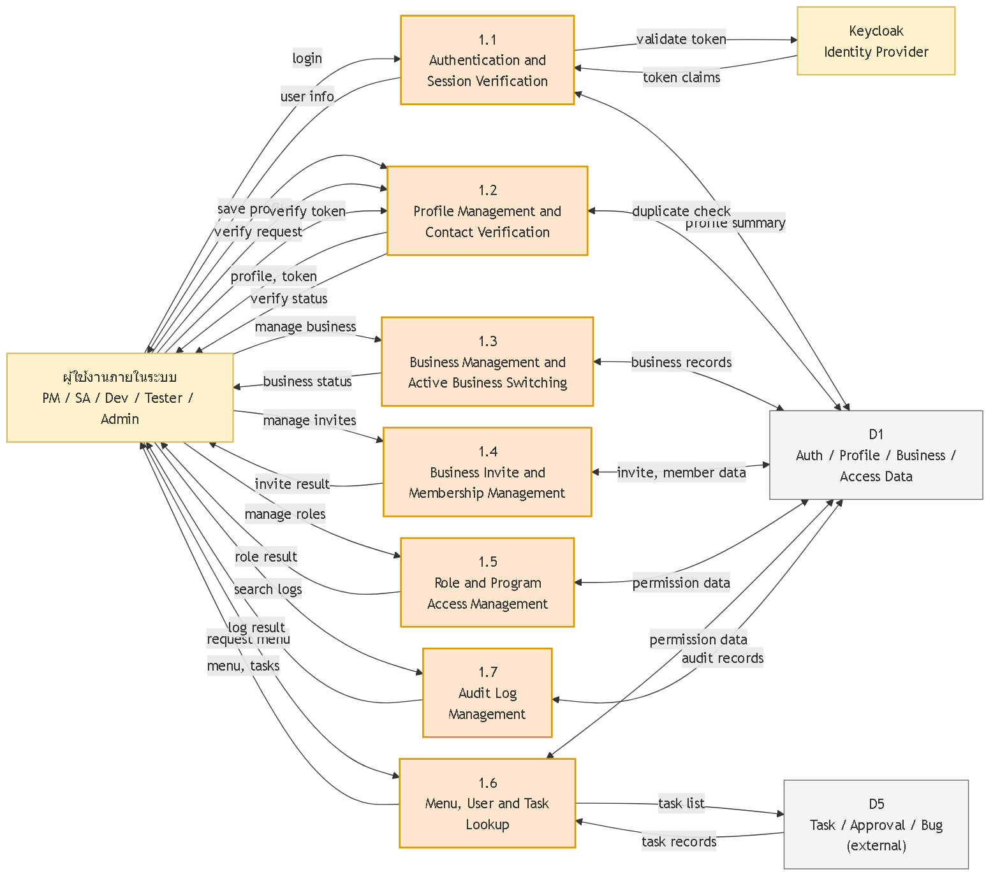 1.1
Authentication and
Session Verification
Keycloak
Identity Provider
validate token
token claims
login
user info
1.2
Profile Management and
Contact Verification
save profile
verify token
verify request
duplicate check
profile summary
profile, token
verify status
manage business
1.3
Business Management and
Active Business Switching
business records
business status
ผู้ใช้งานภายในระบบ
PM / SA / Dev / Tester /
Admin
manage invites
D1
Auth / Profile / Business /
Access Data
1.4
Business Invite and
Membership Management
invite, member data
invite result
manage roles
1.5
Role and Program
Access Management
permission data
role result
search logs
log result
request menu
menu, tasks
permission data
audit records
1.7
Audit Log
Management
1.6
Menu, User and Task
Lookup
task list
task records
D5
Task / Approval / Bug
(external)